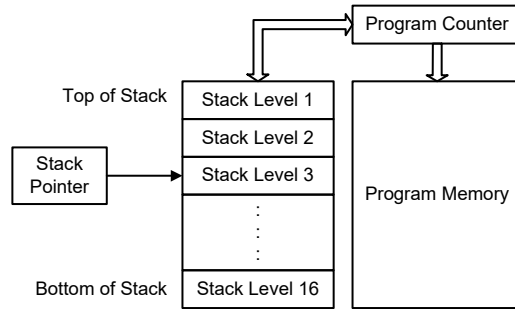 Program Counter
Top of Stack
Stack Level 1
Stack Level 2
Stack
Pointer
Stack Level 3
Program Memory
:
:
:
Bottom of Stack
Stack Level 16